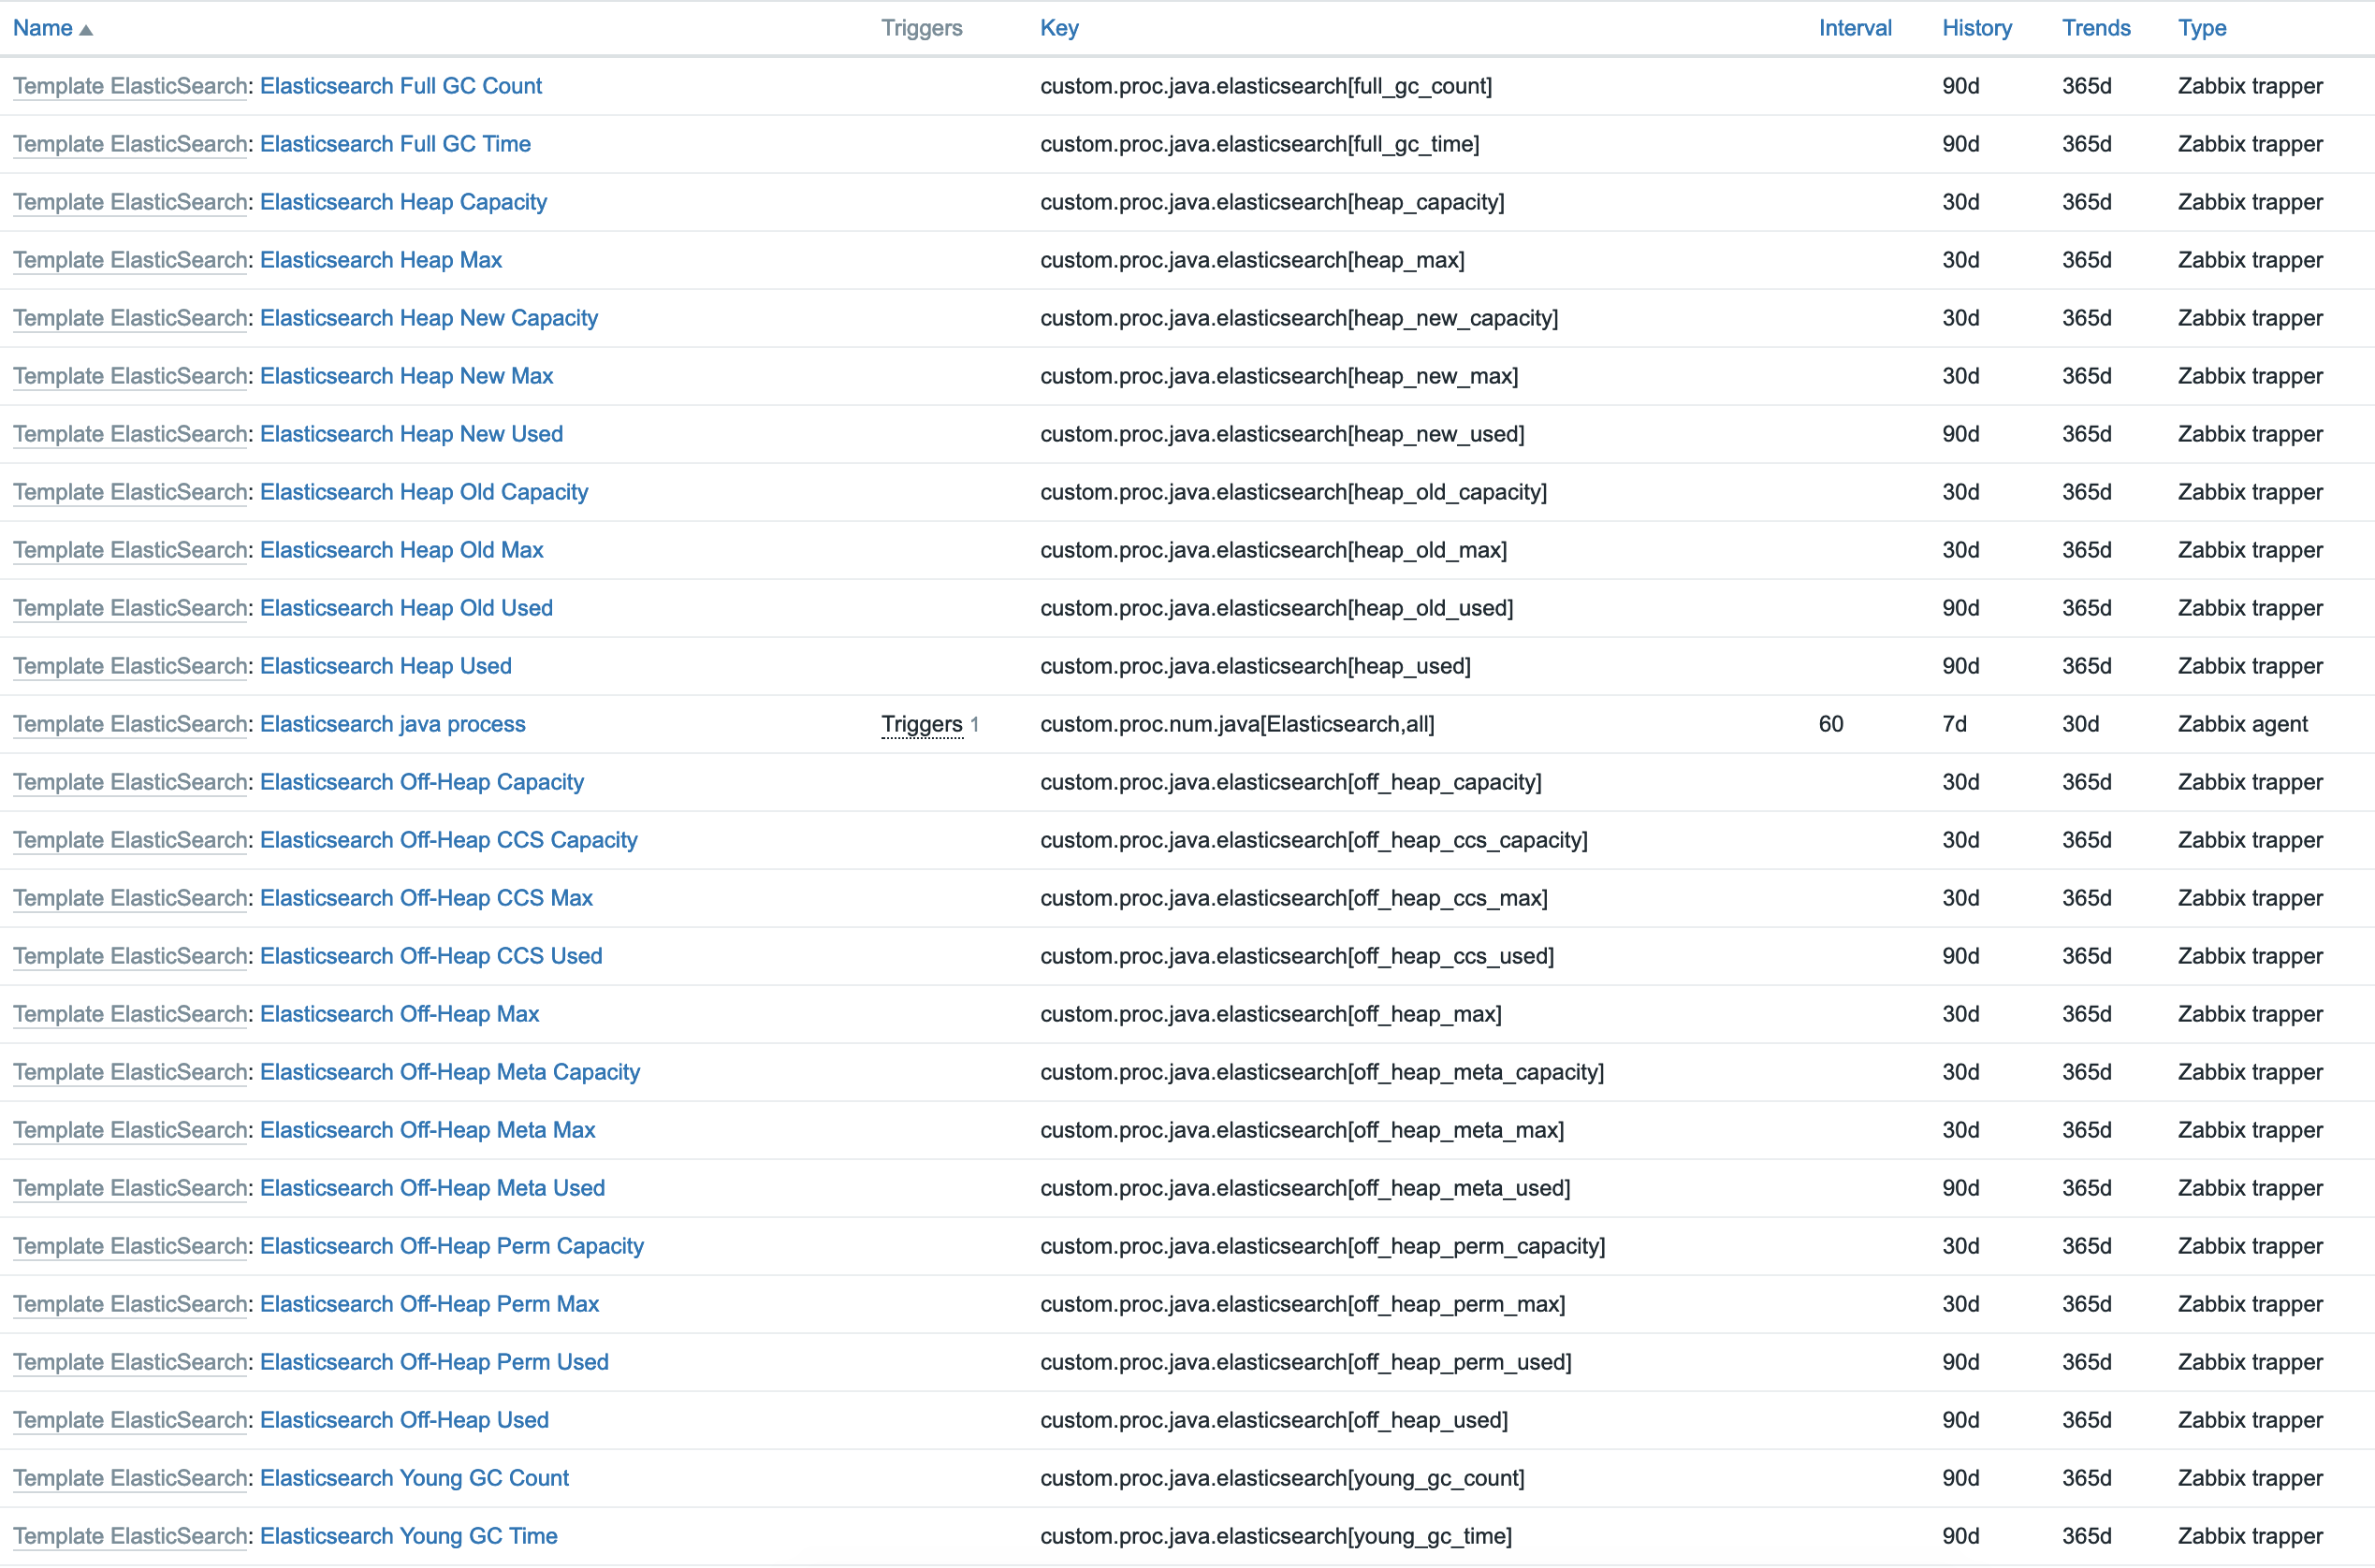 Name ▲ Triggers Key Interval History Trends Type
Template ElasticSearch: Elasticsearch Full GC Count custom.proc.java.elasticsearch[full_gc_count] 90d 365d Zabbix trapper
Template ElasticSearch: Elasticsearch Full GC Time custom.proc.java.elasticsearch[full_gc_time] 90d 365d Zabbix trapper
Template ElasticSearch: Elasticsearch Heap Capacity custom.proc.java.elasticsearch[heap_capacity] 30d 365d Zabbix trapper
Template ElasticSearch: Elasticsearch Heap Max custom.proc.java.elasticsearch[heap_max] 30d 365d Zabbix trapper
Template ElasticSearch: Elasticsearch Heap New Capacity custom.proc.java.elasticsearch[heap_new_capacity] 30d 365d Zabbix trapper
Template ElasticSearch: Elasticsearch Heap New Max custom.proc.java.elasticsearch[heap_new_max] 30d 365d Zabbix trapper
Template ElasticSearch: Elasticsearch Heap New Used custom.proc.java.elasticsearch[heap_new_used] 90d 365d Zabbix trapper
Template ElasticSearch: Elasticsearch Heap Old Capacity custom.proc.java.elasticsearch[heap_old_capacity] 30d 365d Zabbix trapper
Template ElasticSearch: Elasticsearch Heap Old Max custom.proc.java.elasticsearch[heap_old_max] 30d 365d Zabbix trapper
Template ElasticSearch: Elasticsearch Heap Old Used custom.proc.java.elasticsearch[heap_old_used] 90d 365d Zabbix trapper
Template ElasticSearch: Elasticsearch Heap Used custom.proc.java.elasticsearch[heap_used] 90d 365d Zabbix trapper
Template ElasticSearch: Elasticsearch java process Triggers 1 custom.proc.num.java[Elasticsearch,all] 60 7d 30d Zabbix agent
Template ElasticSearch: Elasticsearch Off-Heap Capacity custom.proc.java.elasticsearch[off_heap_capacity] 30d 365d Zabbix trapper
Template ElasticSearch: Elasticsearch Off-Heap CCS Capacity custom.proc.java.elasticsearch[off_heap_ccs_capacity] 30d 365d Zabbix trapper
Template ElasticSearch: Elasticsearch Off-Heap CCS Max custom.proc.java.elasticsearch[off_heap_ccs_max] 30d 365d Zabbix trapper
Template ElasticSearch: Elasticsearch Off-Heap CCS Used custom.proc.java.elasticsearch[off_heap_ccs_used] 90d 365d Zabbix trapper
Template ElasticSearch: Elasticsearch Off-Heap Max custom.proc.java.elasticsearch[off_heap_max] 30d 365d Zabbix trapper
Template ElasticSearch: Elasticsearch Off-Heap Meta Capacity custom.proc.java.elasticsearch[off_heap_meta_capacity] 30d 365d Zabbix trapper
Template ElasticSearch: Elasticsearch Off-Heap Meta Max custom.proc.java.elasticsearch[off_heap_meta_max] 30d 365d Zabbix trapper
Template ElasticSearch: Elasticsearch Off-Heap Meta Used custom.proc.java.elasticsearch[off_heap_meta_used] 90d 365d Zabbix trapper
Template ElasticSearch: Elasticsearch Off-Heap Perm Capacity custom.proc.java.elasticsearch[off_heap_perm_capacity] 30d 365d Zabbix trapper
Template ElasticSearch: Elasticsearch Off-Heap Perm Max custom.proc.java.elasticsearch[off_heap_perm_max] 30d 365d Zabbix trapper
Template ElasticSearch: Elasticsearch Off-Heap Perm Used custom.proc.java.elasticsearch[off_heap_perm_used] 90d 365d Zabbix trapper
Template ElasticSearch: Elasticsearch Off-Heap Used custom.proc.java.elasticsearch[off_heap_used] 90d 365d Zabbix trapper
Template ElasticSearch: Elasticsearch Young GC Count custom.proc.java.elasticsearch[young_gc_count] 90d 365d Zabbix trapper
Template ElasticSearch: Elasticsearch Young GC Time custom.proc.java.elasticsearch[young_gc_time] 90d 365d Zabbix trapper